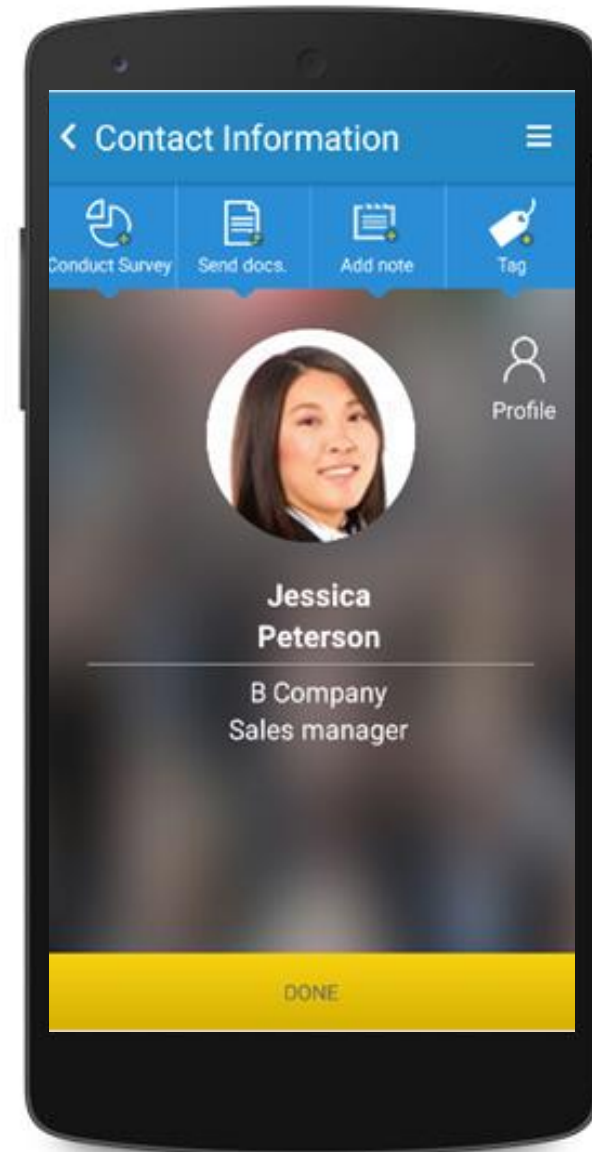 Contact Information
Conduct Survey
Send docs.
Add note
Tag
Profile
Jessica
Peterson
B Company
Sales manager
DONE